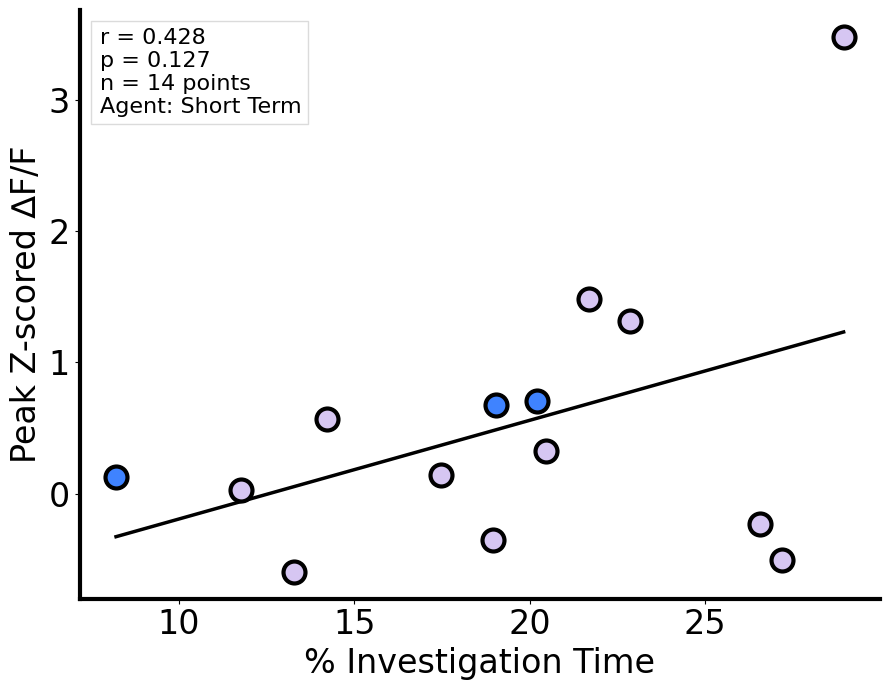 r = 0.428
p = 0.127
n = 14 points
Agent: Short Term
Peak Z-scored ΔF/F
3
2
1
0
10 15 20 25
% Investigation Time